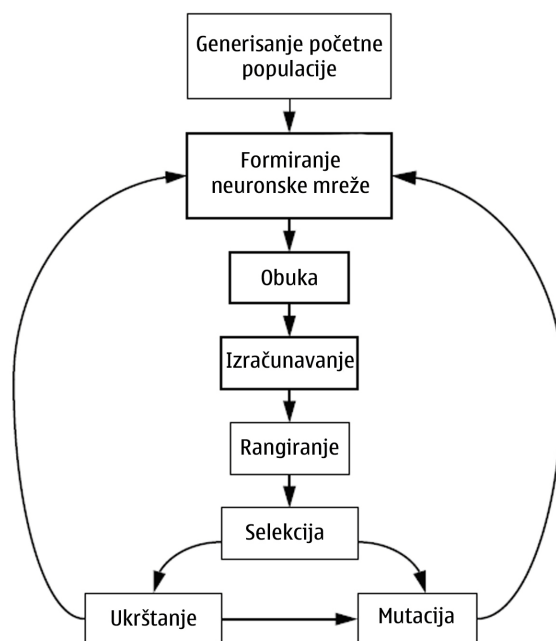 Generisanje početne
populacije
Formiranje
neuronske mreže
Obuka
Izračunavanje
Rangiranje
Selekcija
Ukrštanje
Mutacija